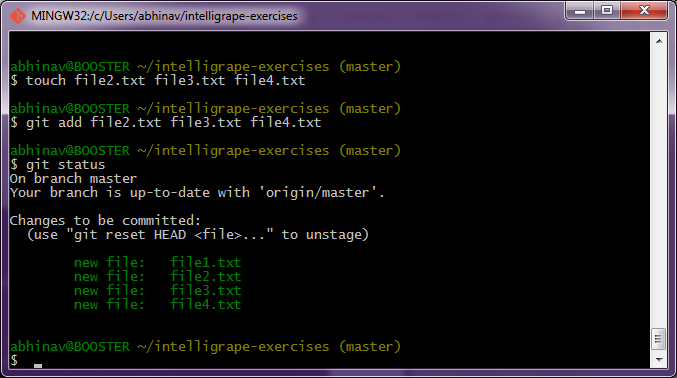 MINGW32:/c/Users/abhinav/intelligrape-exercises
abhinav@BOOSTER ~/intelligrape-exercises (master)
$ touch file2.txt file3.txt file4.txt
abhinav@BOOSTER ~/intelligrape-exercises (master)
$ git add file2.txt file3.txt file4.txt
abhinav@BOOSTER ~/intelligrape-exercises (master)
$ git status
On branch master
Your branch is up-to-date with 'origin/master'.
Changes to be committed:
  (use "git reset HEAD <file>..." to unstage)
        new file:   file1.txt
        new file:   file2.txt
        new file:   file3.txt
        new file:   file4.txt
abhinav@BOOSTER ~/intelligrape-exercises (master)
$